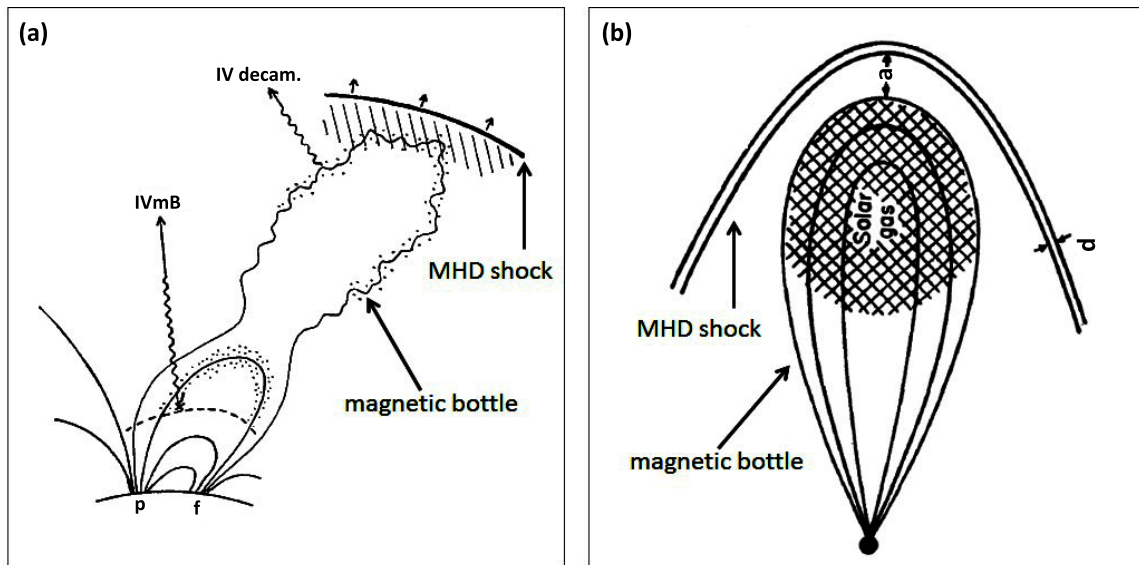 (a)
IV decam.
IVmB
MHD shock
magnetic bottle
p
f
(b)
a
Solar
gas
d
MHD shock
magnetic bottle